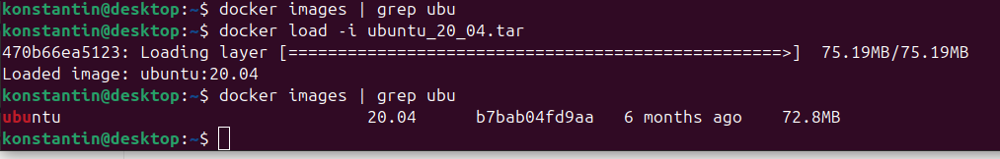 konstantin@desktop:~$ docker images | grep ubu
konstantin@desktop:~$ docker load -i ubuntu_20_04.tar
470b66ea5123: Loading layer [==================================================>]  75.19MB/75.19MB
Loaded image: ubuntu:20.04
konstantin@desktop:~$ docker images | grep ubu
ubuntu                                  20.04       b7bab04fd9aa   6 months ago    72.8MB
konstantin@desktop:~$